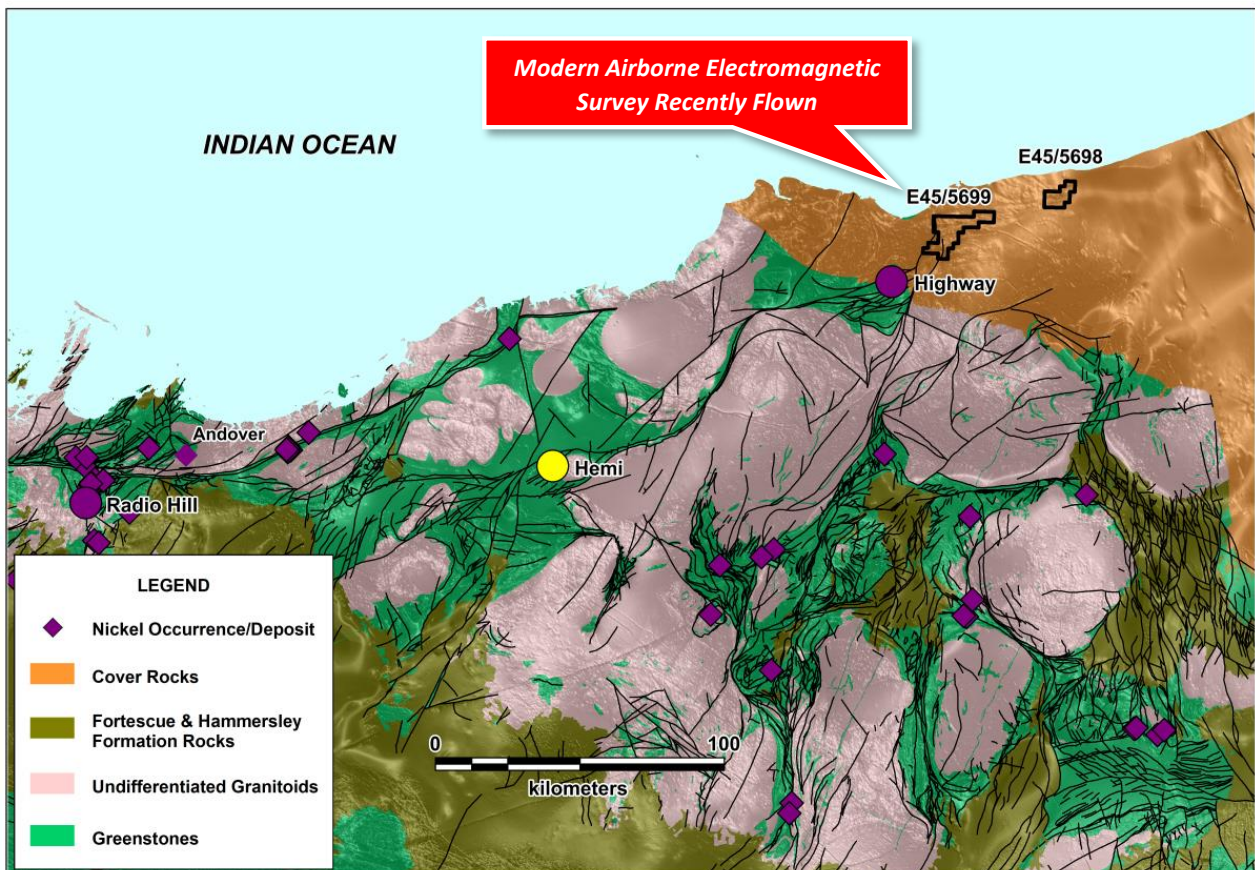 Modern Airborne Electromagnetic
Survey Recently Flown
INDIAN OCEAN
E45/5698
E45/5699
Highway
Andover
Hemi
Radio Hill
LEGEND
Nickel Occurrence/Deposit
Cover Rocks
Fortescue & Hammersley
Formation Rocks
Undifferentiated Granitoids
Greenstones
0 100
kilometers